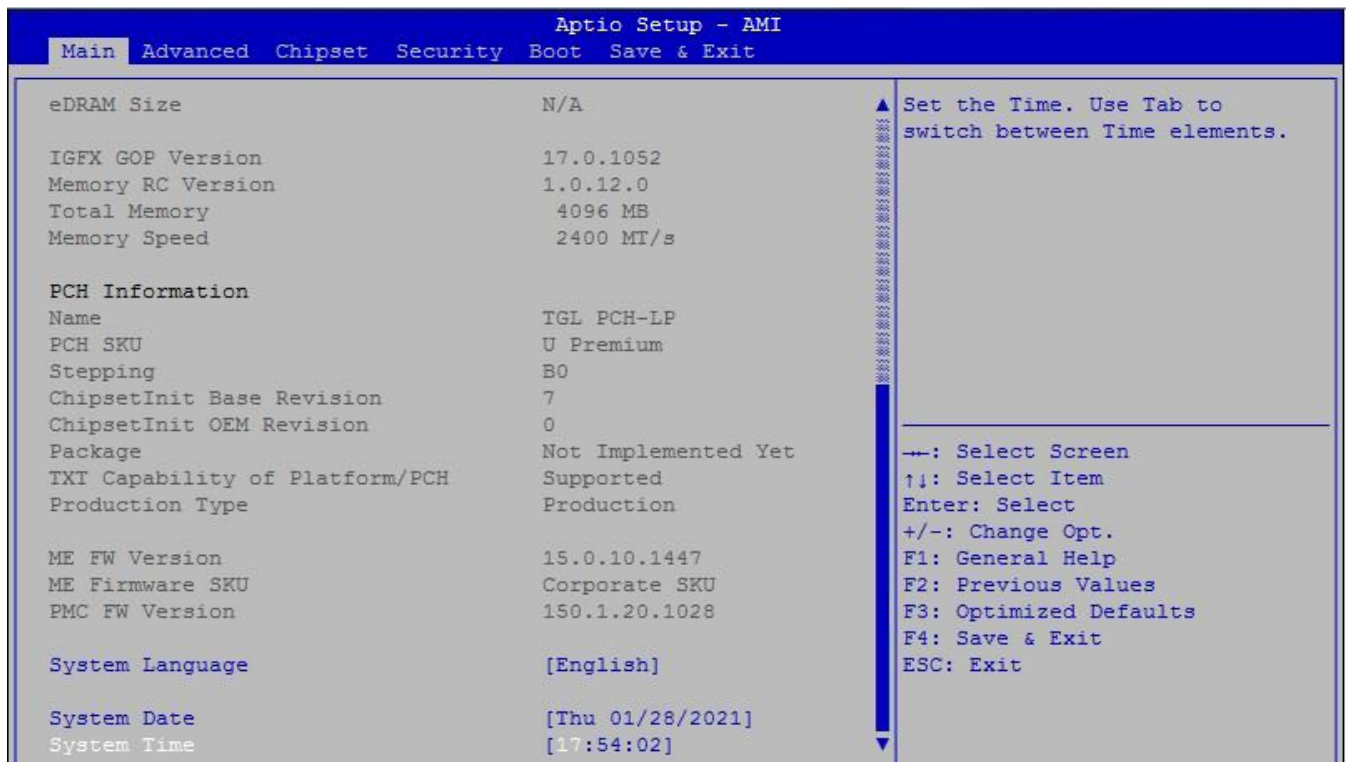 Aptio Setup – AMI
Main Advanced Chipset Security Boot Save & Exit
eDRAM Size N/A
IGFX GOP Version 17.0.1052
Memory RC Version 1.0.12.0
Total Memory 4096 MB
Memory Speed 2400 MT/s
PCH Information
Name TGL PCH-LP
PCH SKU U Premium
Stepping B0
ChipsetInit Base Revision 7
ChipsetInit OEM Revision 0
Package Not Implemented Yet
TXT Capability of Platform/PCH Supported
Production Type Production
ME FW Version 15.0.10.1447
ME Firmware SKU Corporate SKU
PMC FW Version 150.1.20.1028
System Language [English]
System Date [Thu 01/28/2021]
System Time [17:54:02]
Set the Time. Use Tab to
switch between Time elements.
→←: Select Screen
↑↓: Select Item
Enter: Select
+/-: Change Opt.
F1: General Help
F2: Previous Values
F3: Optimized Defaults
F4: Save & Exit
ESC: Exit